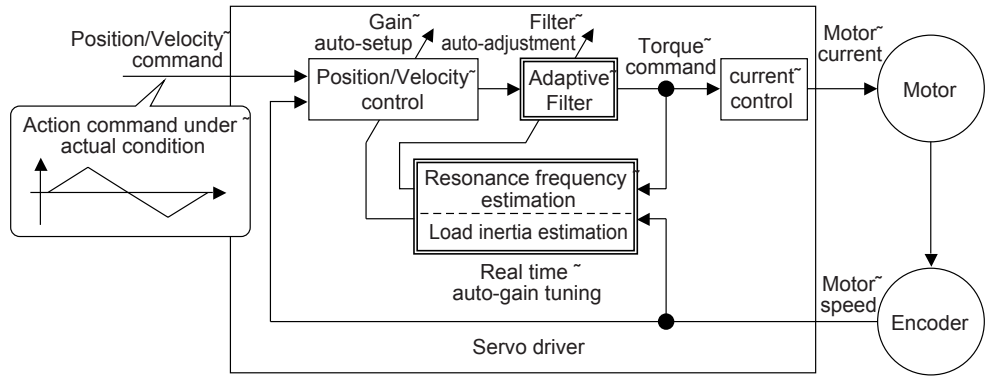 Gain˜
auto-setup
Filter˜
auto-adjustment
Position/Velocity˜
command
Torque˜
command
Motor˜
current
Position/Velocity˜
control
Adaptive˜
Filter
current˜
control
Motor
Action command under ˜
actual condition
Resonance frequency ˜
estimation
Load inertia estimation
Real time ˜
auto-gain tuning
Motor˜
speed
Encoder
Servo driver